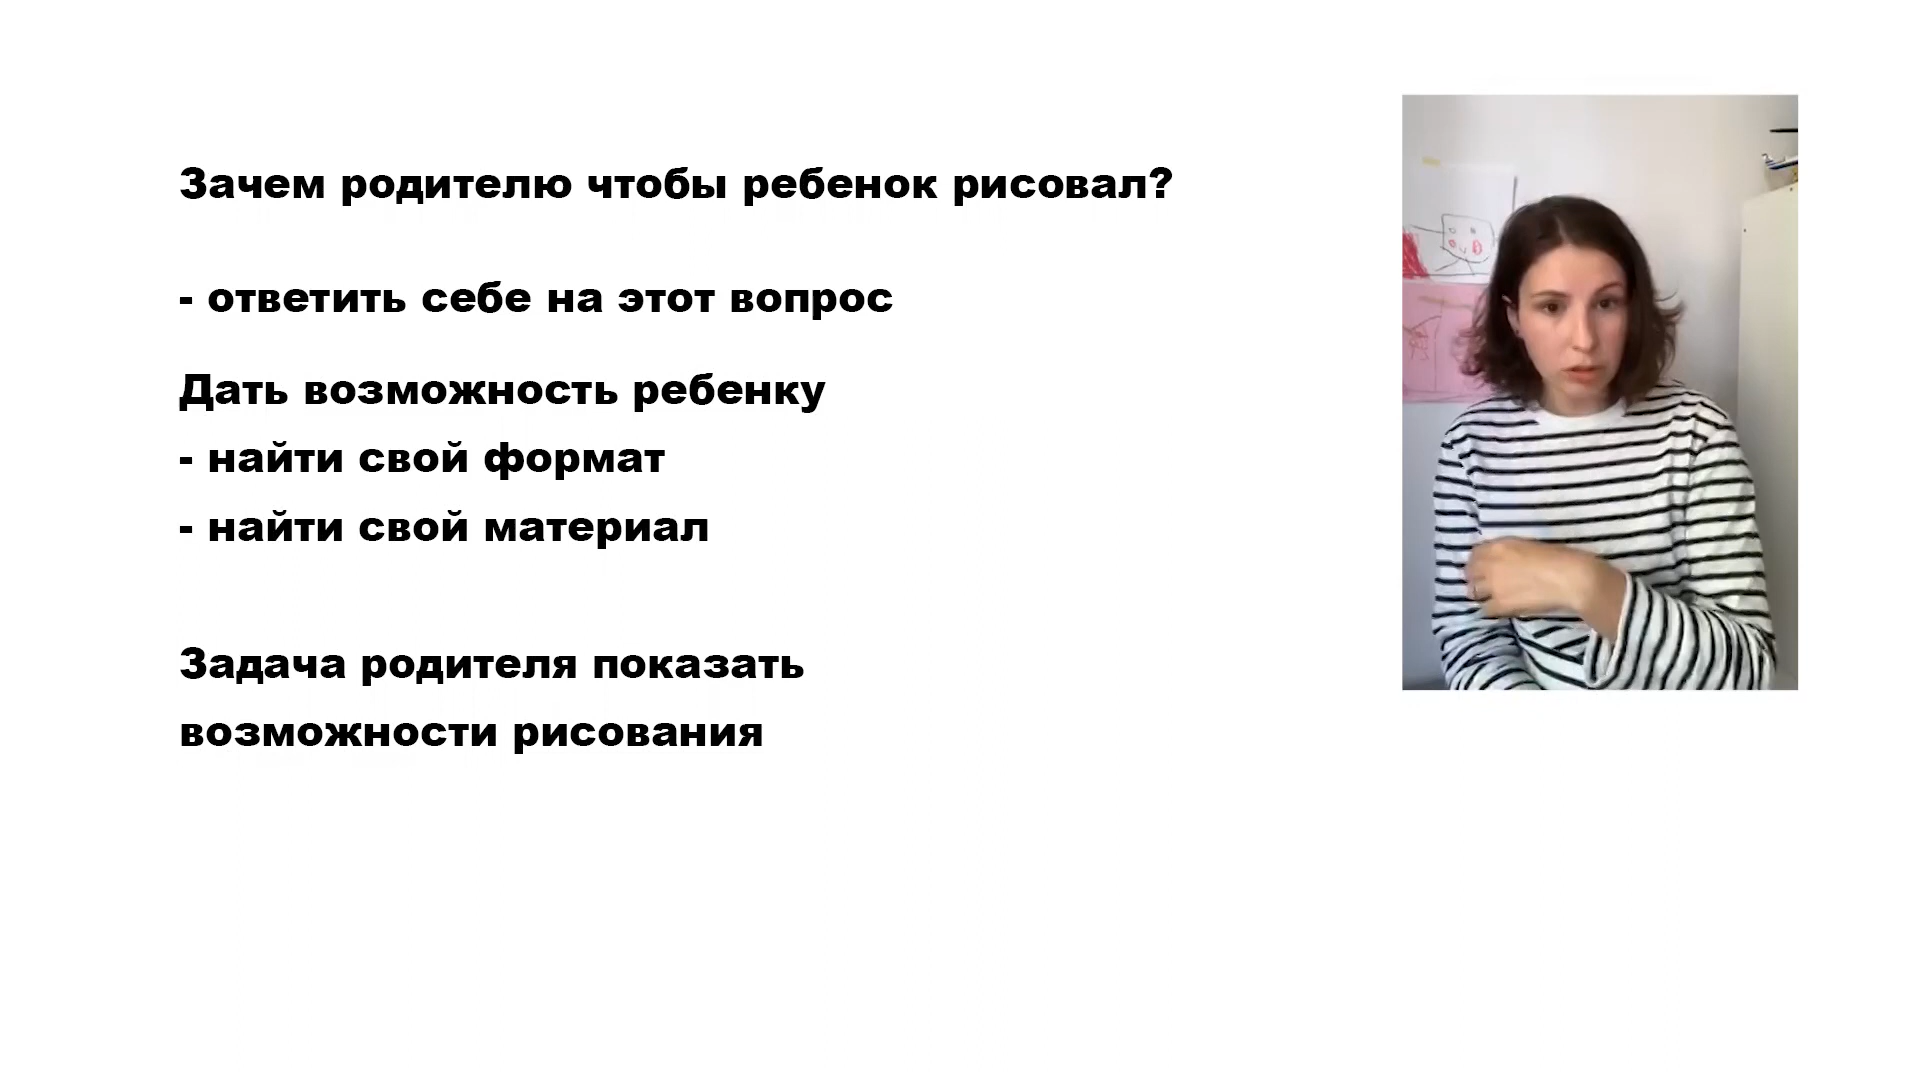 Зачем родителю чтобы ребенок рисовал?
- ответить себе на этот вопрос
Дать возможность ребенку
- найти свой формат
- найти свой материал
Задача родителя показать
возможности рисования